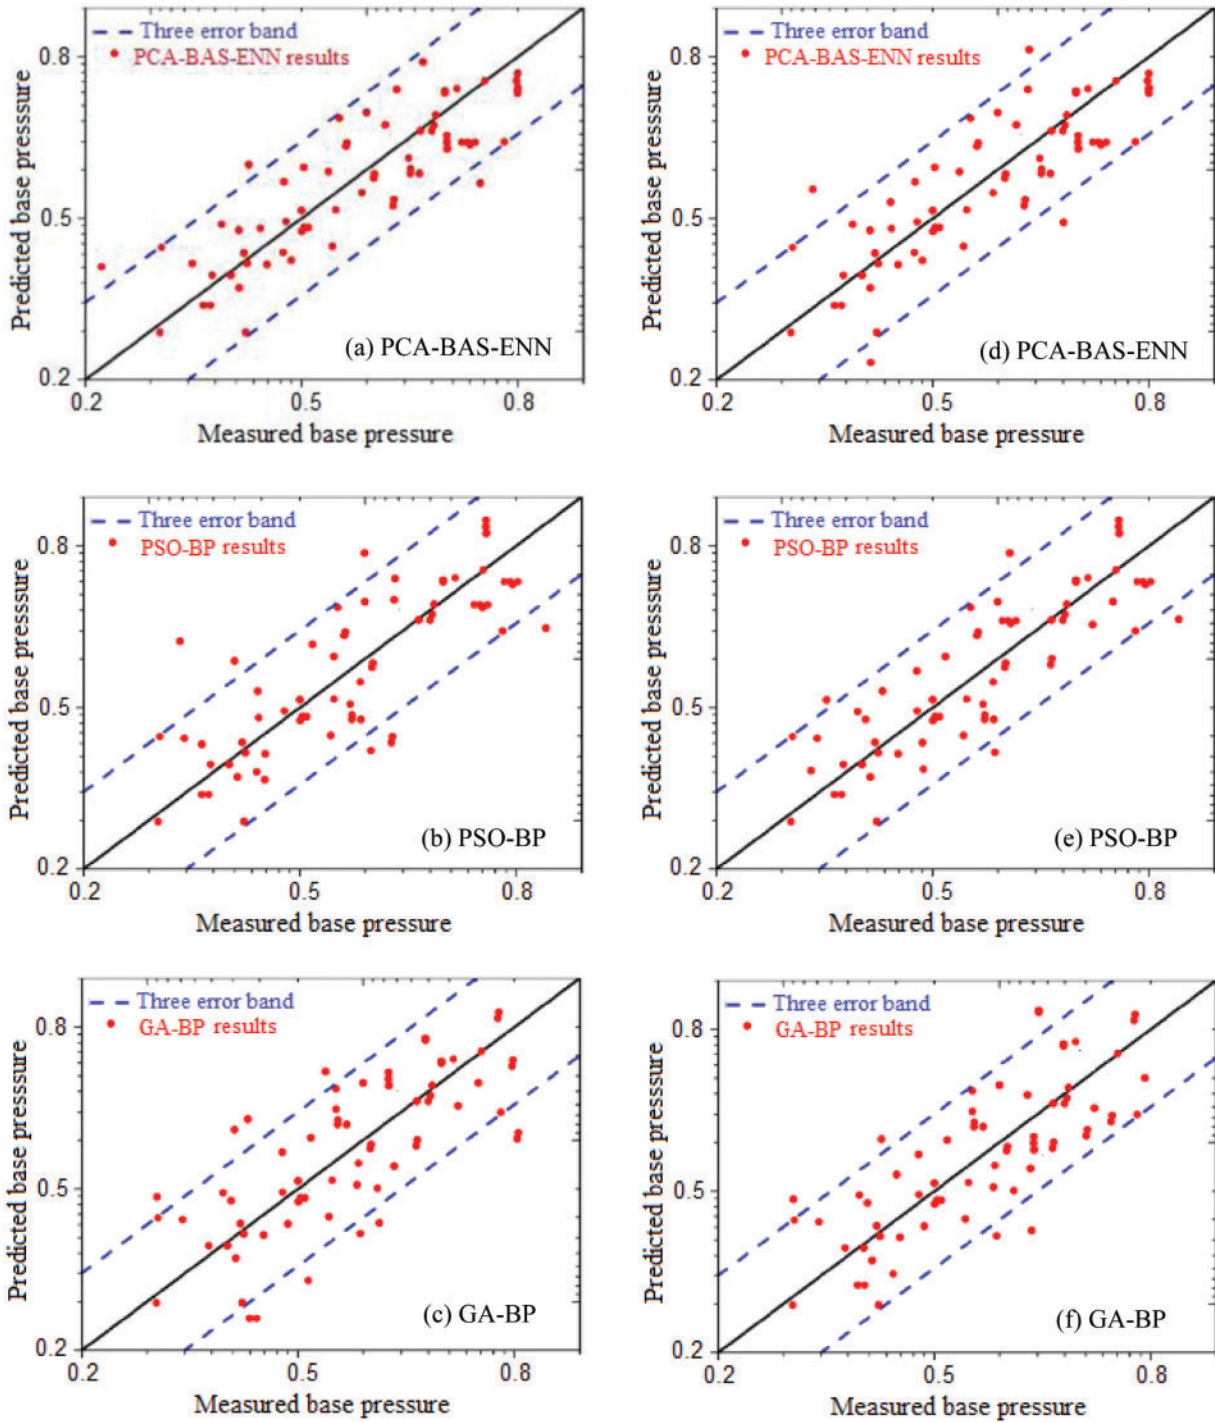 Three error band
PCA-BAS-ENN results
0.8
0.5
0.2
Predicted base presssure
(a) PCA-BAS-ENN
0.2 0.5 0.8
Measured base pressure
Three error band
PCA-BAS-ENN results
0.8
0.5
0.2
Predicted base presssure
(d) PCA-BAS-ENN
0.2 0.5 0.8
Measured base pressure
Three error band
PSO-BP results
0.8
0.5
0.2
Predicted base presssure
(b) PSO-BP
0.2 0.5 0.8
Measured base pressure
Three error band
PSO-BP results
0.8
0.5
0.2
Predicted base presssure
(e) PSO-BP
0.2 0.5 0.8
Measured base pressure
Three error band
GA-BP results
0.8
0.5
0.2
Predicted base presssure
(c) GA-BP
0.2 0.5 0.8
Measured base pressure
Three error band
GA-BP results
0.8
0.5
0.2
Predicted base presssure
(f) GA-BP
0.2 0.5 0.8
Measured base pressure